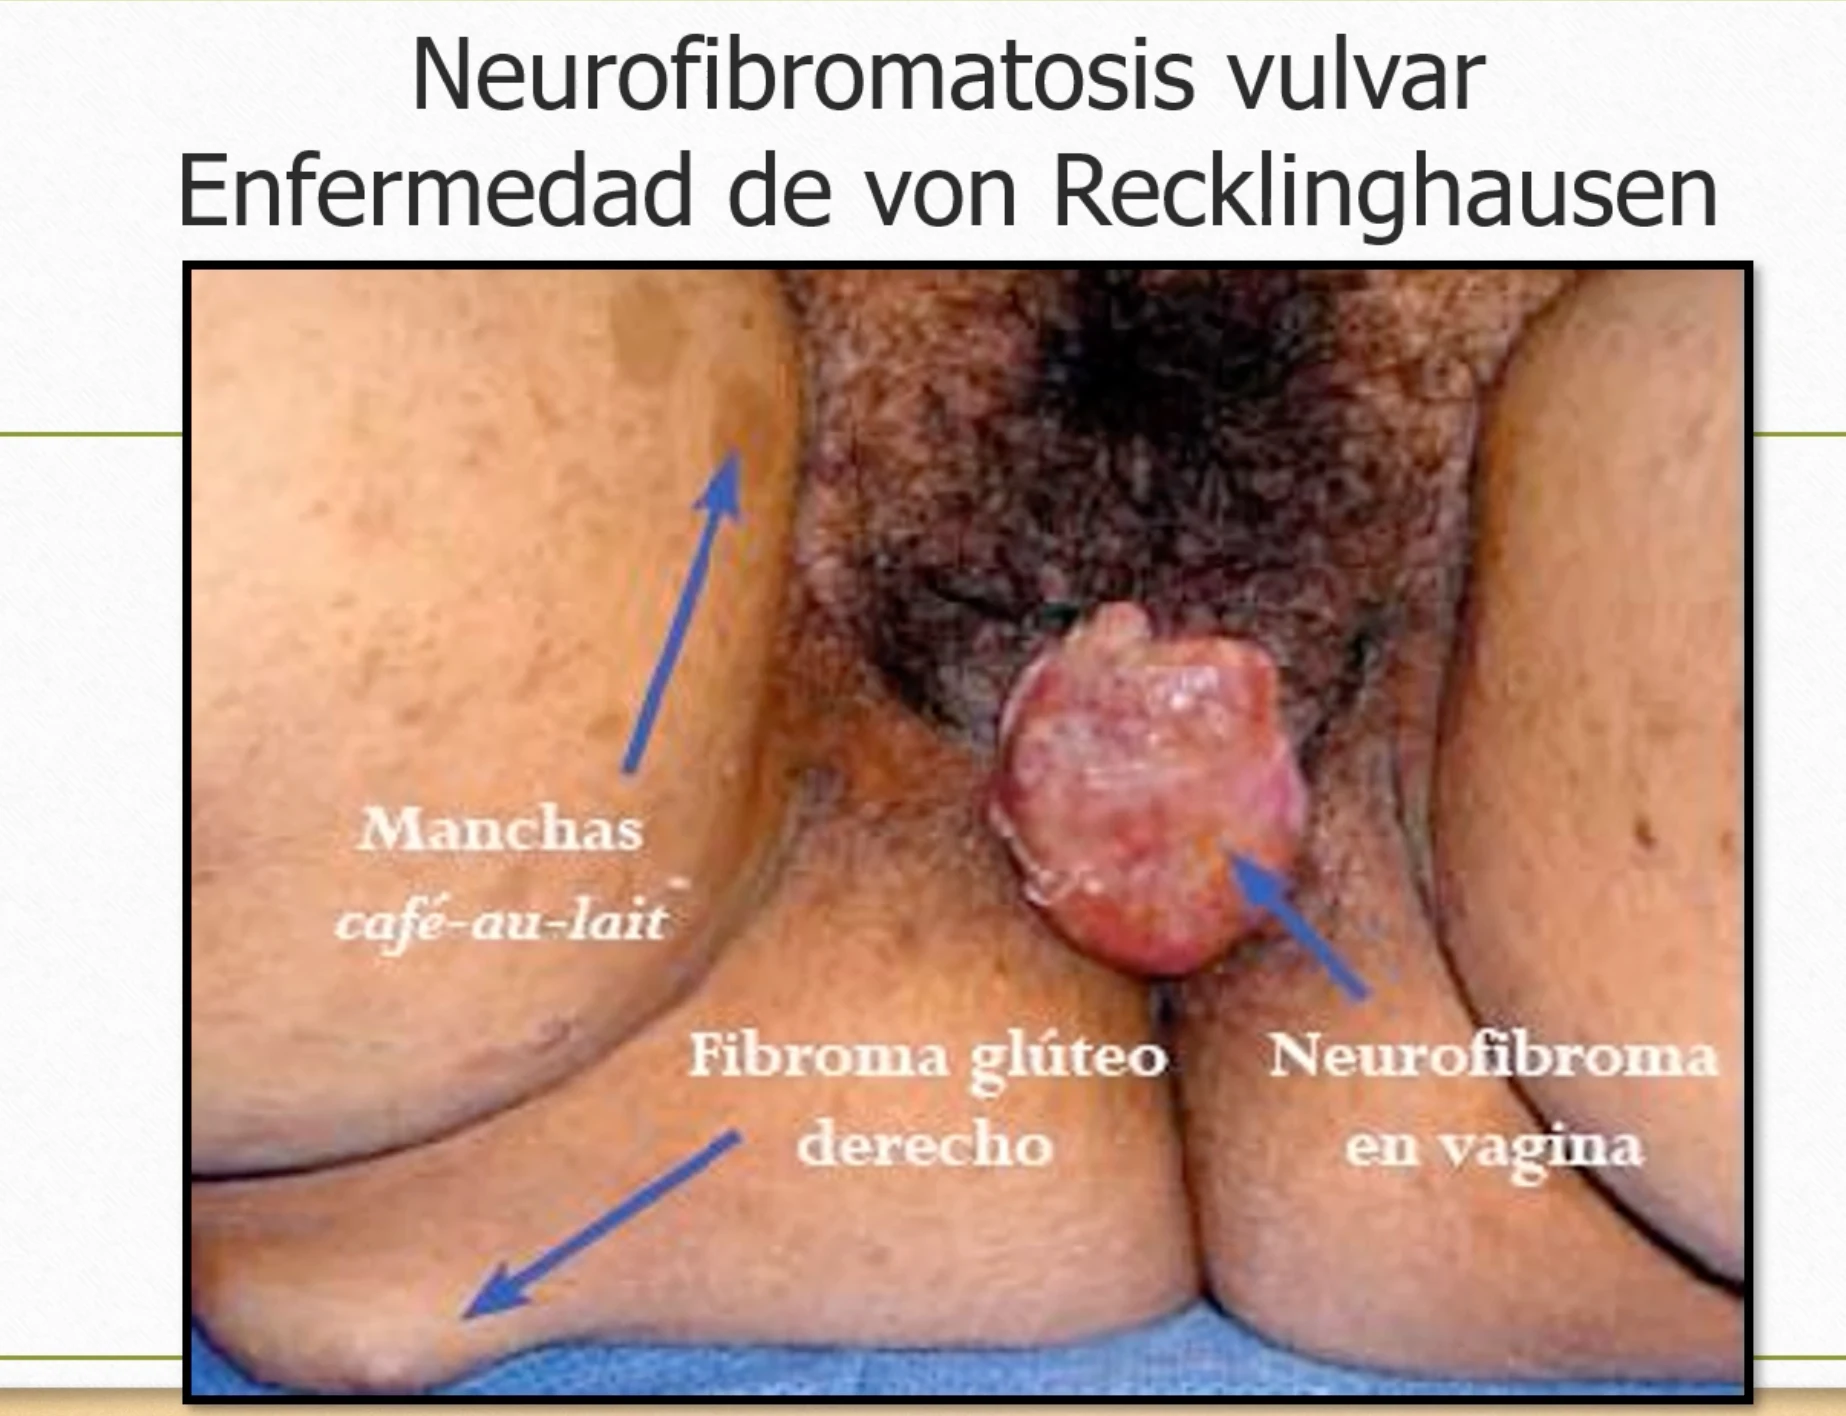 Neurofibromatosis vulvar
Enfermedad de von Recklinghausen
Manchas
café-au-lait
Fibroma glúteo
derecho
Neurofibroma
en vagina